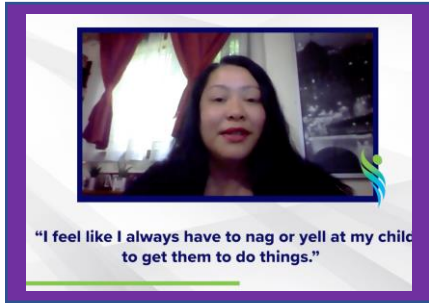 “I feel like I always have to nag or yell at my child
to get them to do things.”